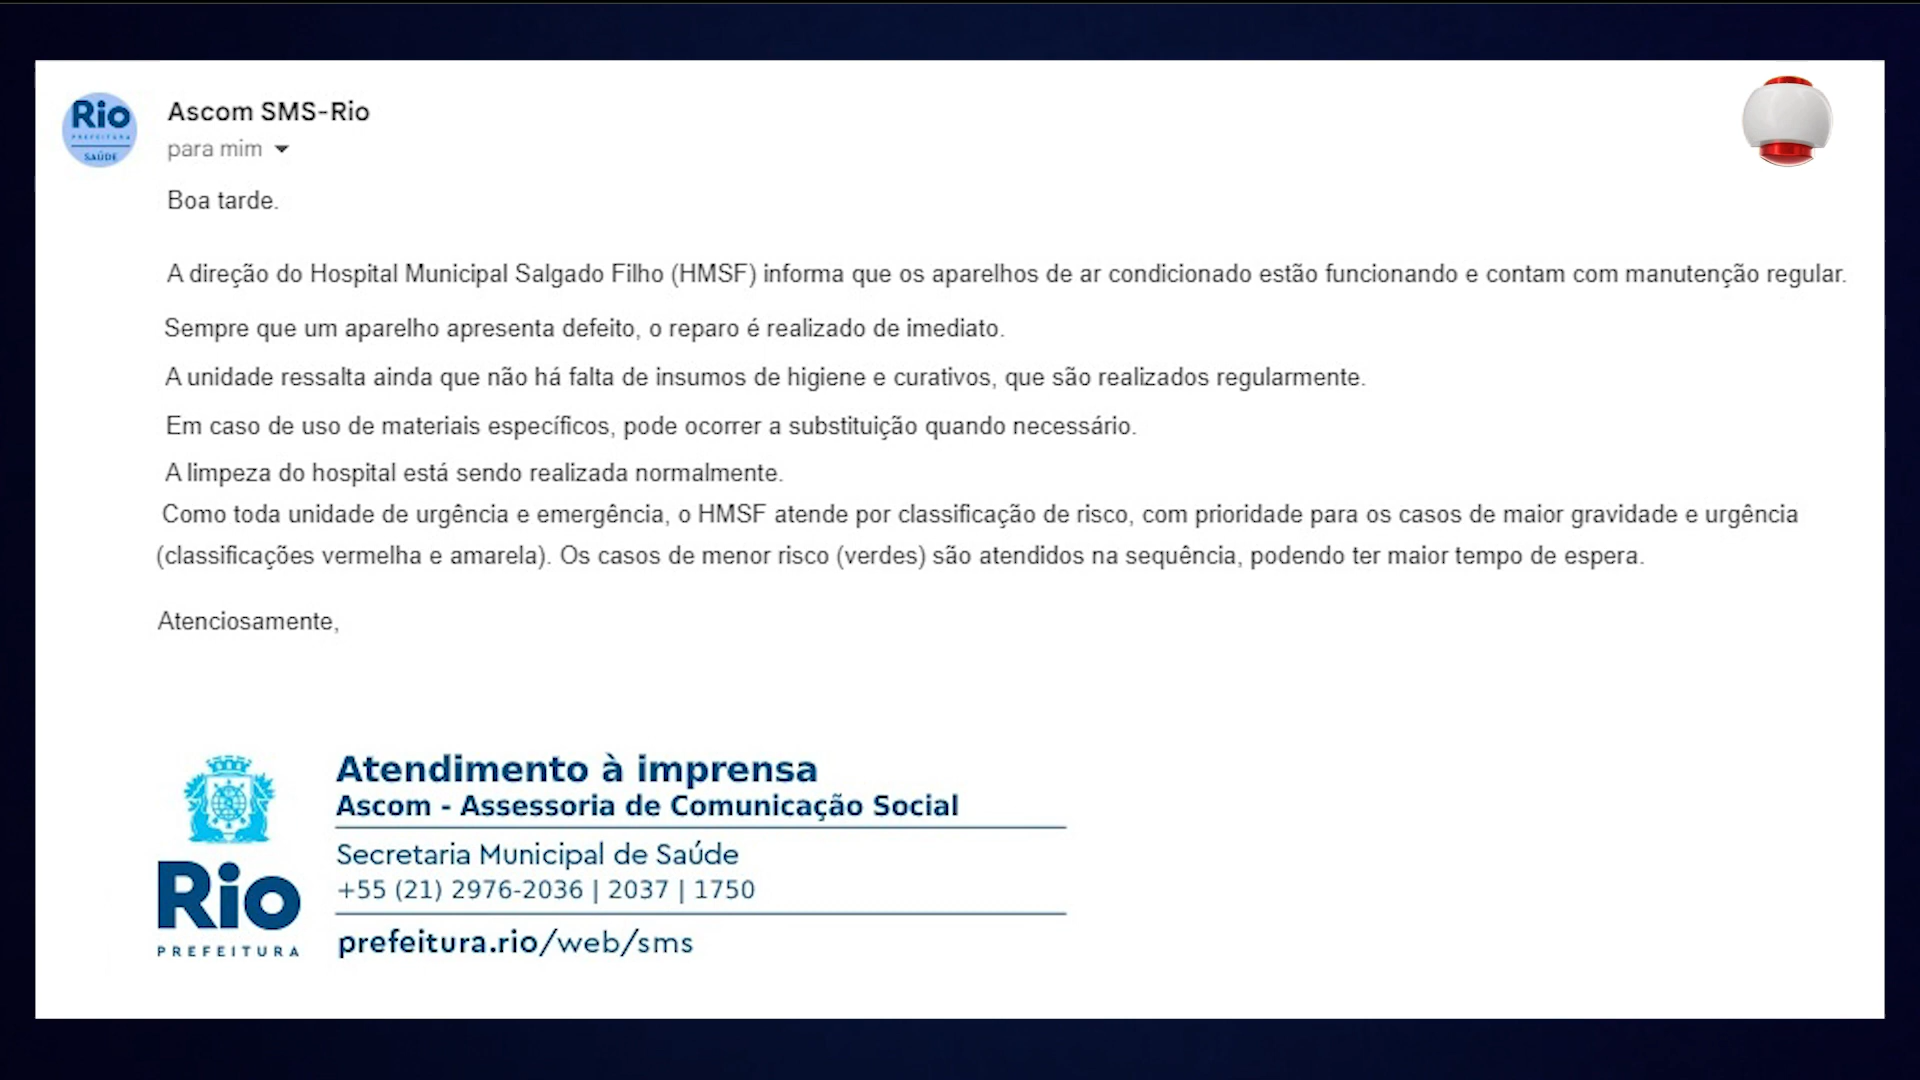 Rio
PREFEITURA
SAÚDE
Ascom SMS-Rio
para mim
Boa tarde.
A direção do Hospital Municipal Salgado Filho (HMSF) informa que os aparelhos de ar condicionado estão funcionando e contam com manutenção regular.
Sempre que um aparelho apresenta defeito, o reparo é realizado de imediato.
A unidade ressalta ainda que não há falta de insumos de higiene e curativos, que são realizados regularmente.
Em caso de uso de materiais específicos, pode ocorrer a substituição quando necessário.
A limpeza do hospital está sendo realizada normalmente.
Como toda unidade de urgência e emergência, o HMSF atende por classificação de risco, com prioridade para os casos de maior gravidade e urgência
(classificações vermelha e amarela). Os casos de menor risco (verdes) são atendidos na sequência, podendo ter maior tempo de espera.
Atenciosamente,
Rio
PREFEITURA
Atendimento à imprensa
Ascom - Assessoria de Comunicação Social
Secretaria Municipal de Saúde
+55 (21) 2976-2036 | 2037 | 1750
prefeitura.rio/web/sms